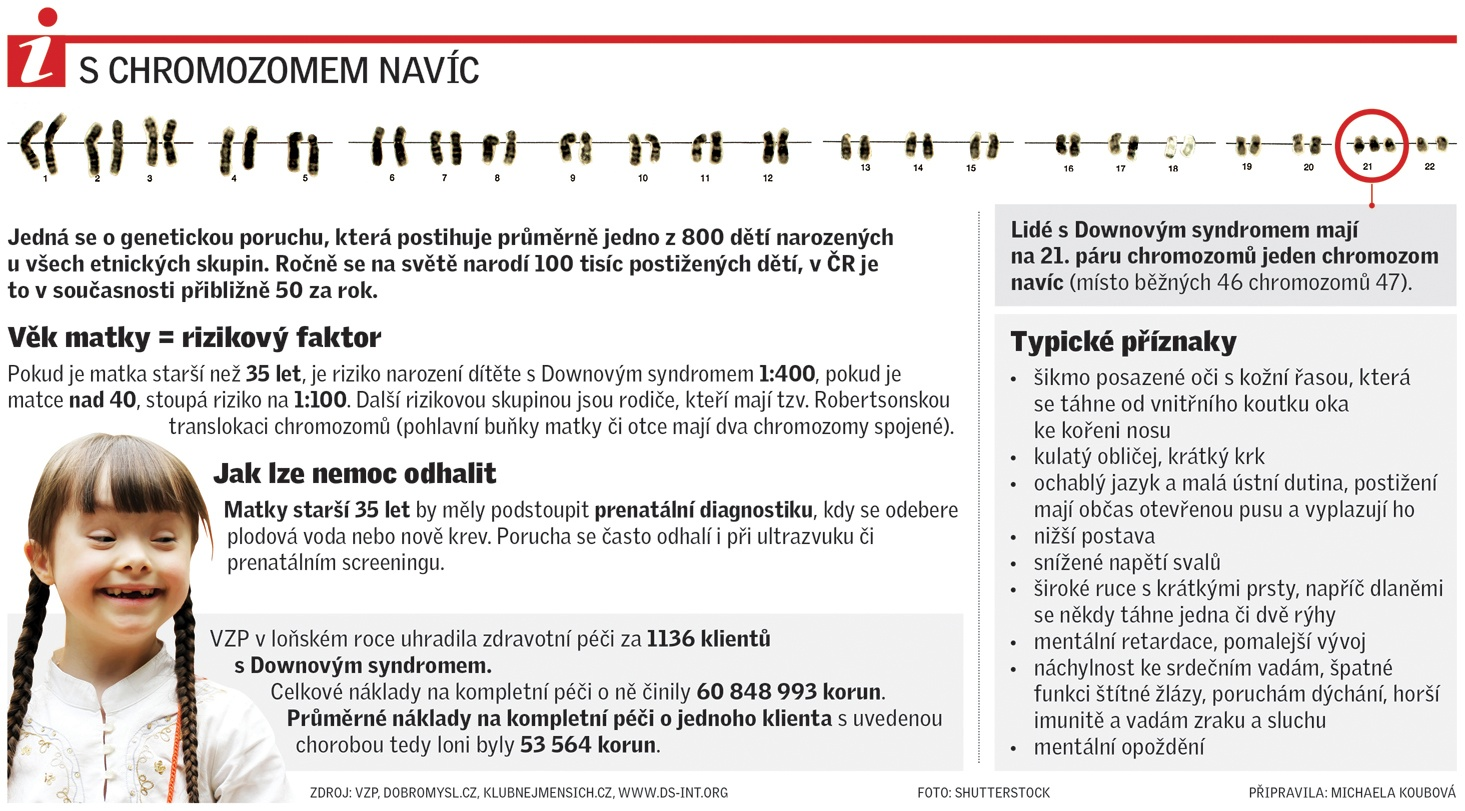 i
S CHROMOZOMEM NAVÍC
1 2 3 4 5 6 7 8 9 10 11 12 13 14 15 16 17 18 19 20 21 22
Jedná se o genetickou poruchu, která postihuje průměrně jedno z 800 dětí narozených
u všech etnických skupin. Ročně se na světě narodí 100 tisíc postižených dětí, v ČR je
to v současnosti přibližně 50 za rok.
Věk matky = rizikový faktor
Pokud je matka starší než 35 let, je riziko narození dítěte s Downovým syndromem 1:400, pokud je
matce nad 40, stoupá riziko na 1:100. Další rizikovou skupinou jsou rodiče, kteří mají tzv. Robertsonskou
translokaci chromozomů (pohlavní buňky matky či otce mají dva chromozomy spojené).
Jak lze nemoc odhalit
Matky starší 35 let by měly podstoupit prenatální diagnostiku, kdy se odebere
plodová voda nebo nově krev. Porucha se často odhalí i při ultrazvuku či
prenatálním screeningu.
VZP v loňském roce uhradila zdravotní péči za 1136 klientů
s Downovým syndromem.
Celkové náklady na kompletní péči o ně činily 60 848 993 korun.
Průměrné náklady na kompletní péči o jednoho klienta s uvedenou
chorobou tedy loni byly 53 564 korun.
Lidé s Downovým syndromem mají
na 21. páru chromozomů jeden chromozom
navíc (místo běžných 46 chromozomů 47).
Typické příznaky
• šikmo posazené oči s kožní řasou, která
se táhne od vnitřního koutku oka
ke kořeni nosu
• kulatý obličej, krátký krk
• ochablý jazyk a malá ústní dutina, postižení
mají občas otevřenou pusu a vyplazují ho
• nižší postava
• snížené napětí svalů
• široké ruce s krátkými prsty, napříč dlaněmi
se někdy táhne jedna či dvě rýhy
• mentální retardace, pomalejší vývoj
• náchylnost ke srdečním vadám, špatné
funkci štítné žlázy, poruchám dýchání, horší
imunitě a vadám zraku a sluchu
• mentální opoždění
ZDROJ: VZP, DOBROMYSL.CZ, KLUBNEJMENSICH.CZ, WWW.DS-INT.ORG
FOTO: SHUTTERSTOCK
PŘIPRAVILA: MICHAELA KOUBOVÁ